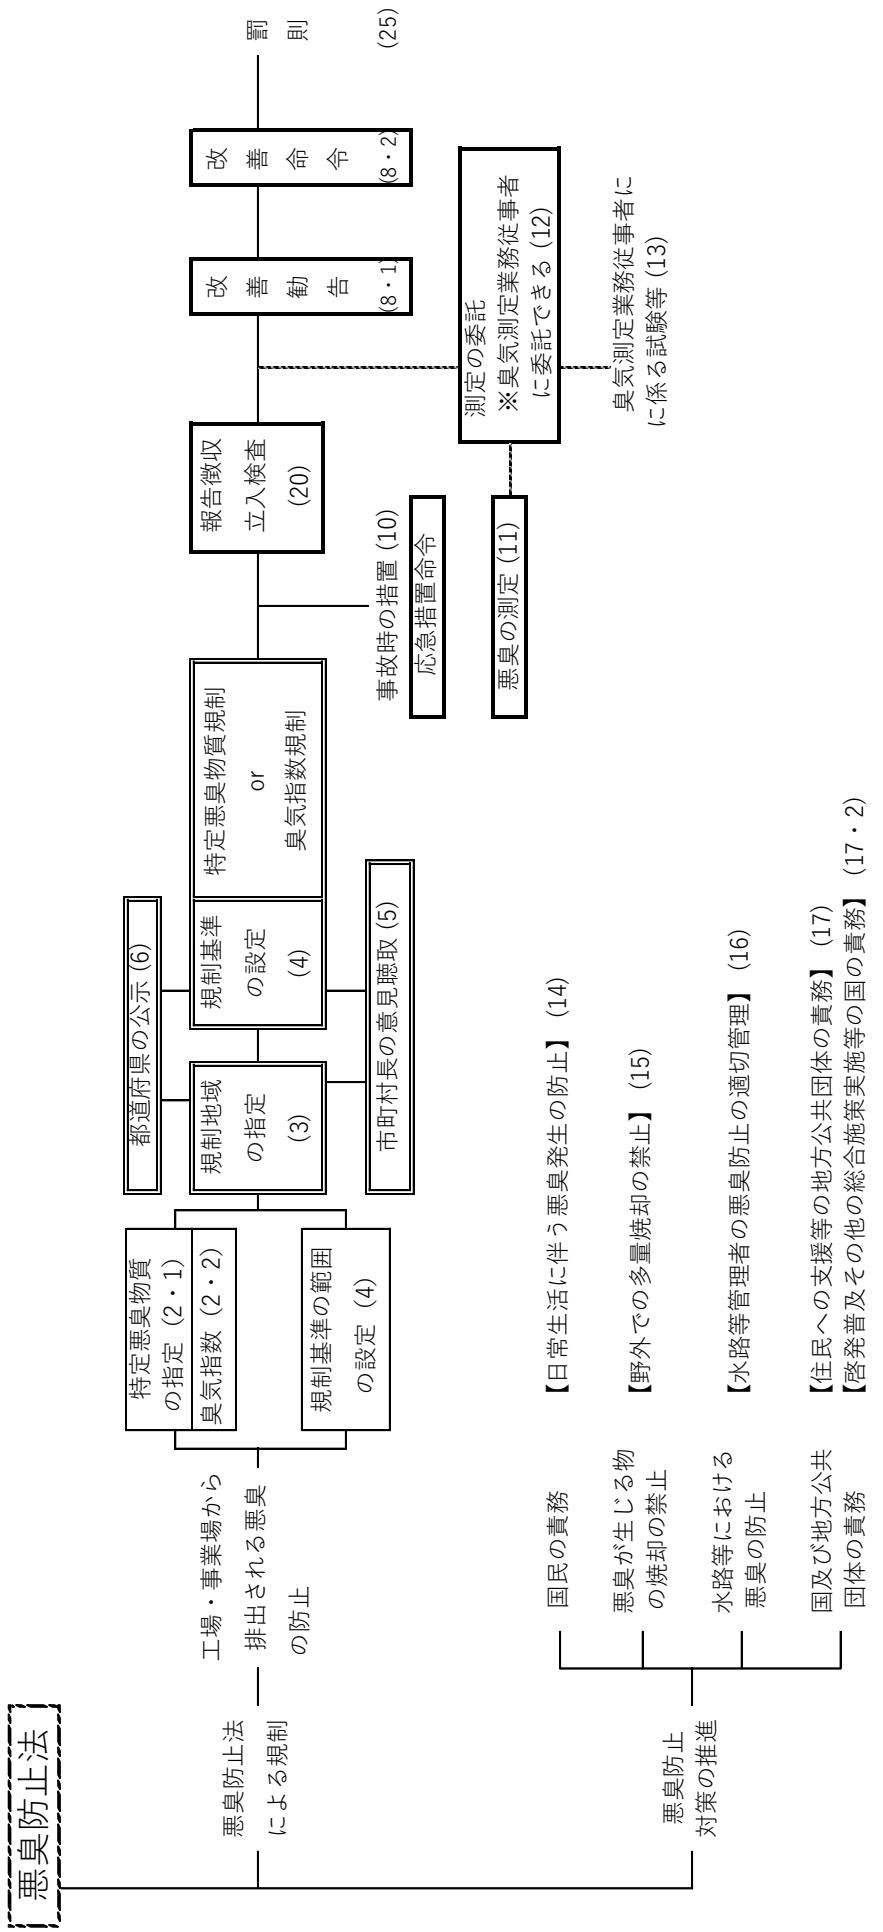 悪臭防止法
悪臭防止法
による規制
工場・事業場から
排出される悪臭
の防止
特定悪臭物質
の指定 (2・1)
臭気指数 (2・2)
規制基準の範囲
の設定 (4)
都道府県の公示 (6)
規制地域
の指定
(3)
規制基準
の設定
(4)
市町村長の意見聴取 (5)
特定悪臭物質規制
or
臭気指数規制
事故時の措置 (10)
応急措置命令
報告徴収
立入検査
(20)
悪臭の測定 (11)
測定の委託
※臭気測定業務従事者
に委託できる (12)
臭気測定業務従事者に
に係る試験等 (13)
改善勧告
(8・1)
改善命令
(8・2)
罰則
(25)
悪臭防止
対策の推進
国民の責務
【日常生活に伴う悪臭発生の防止】 (14)
悪臭が生じる物
の焼却の禁止
【野外での多量焼却の禁止】 (15)
水路等における
悪臭の防止
【水路等管理者の悪臭防止の適切管理】 (16)
国及び地方公共
団体の責務
【住民への支援等の地方公共団体の責務】 (17)
【啓発普及その他の総合施策実施等の国の責務】 (17・2)